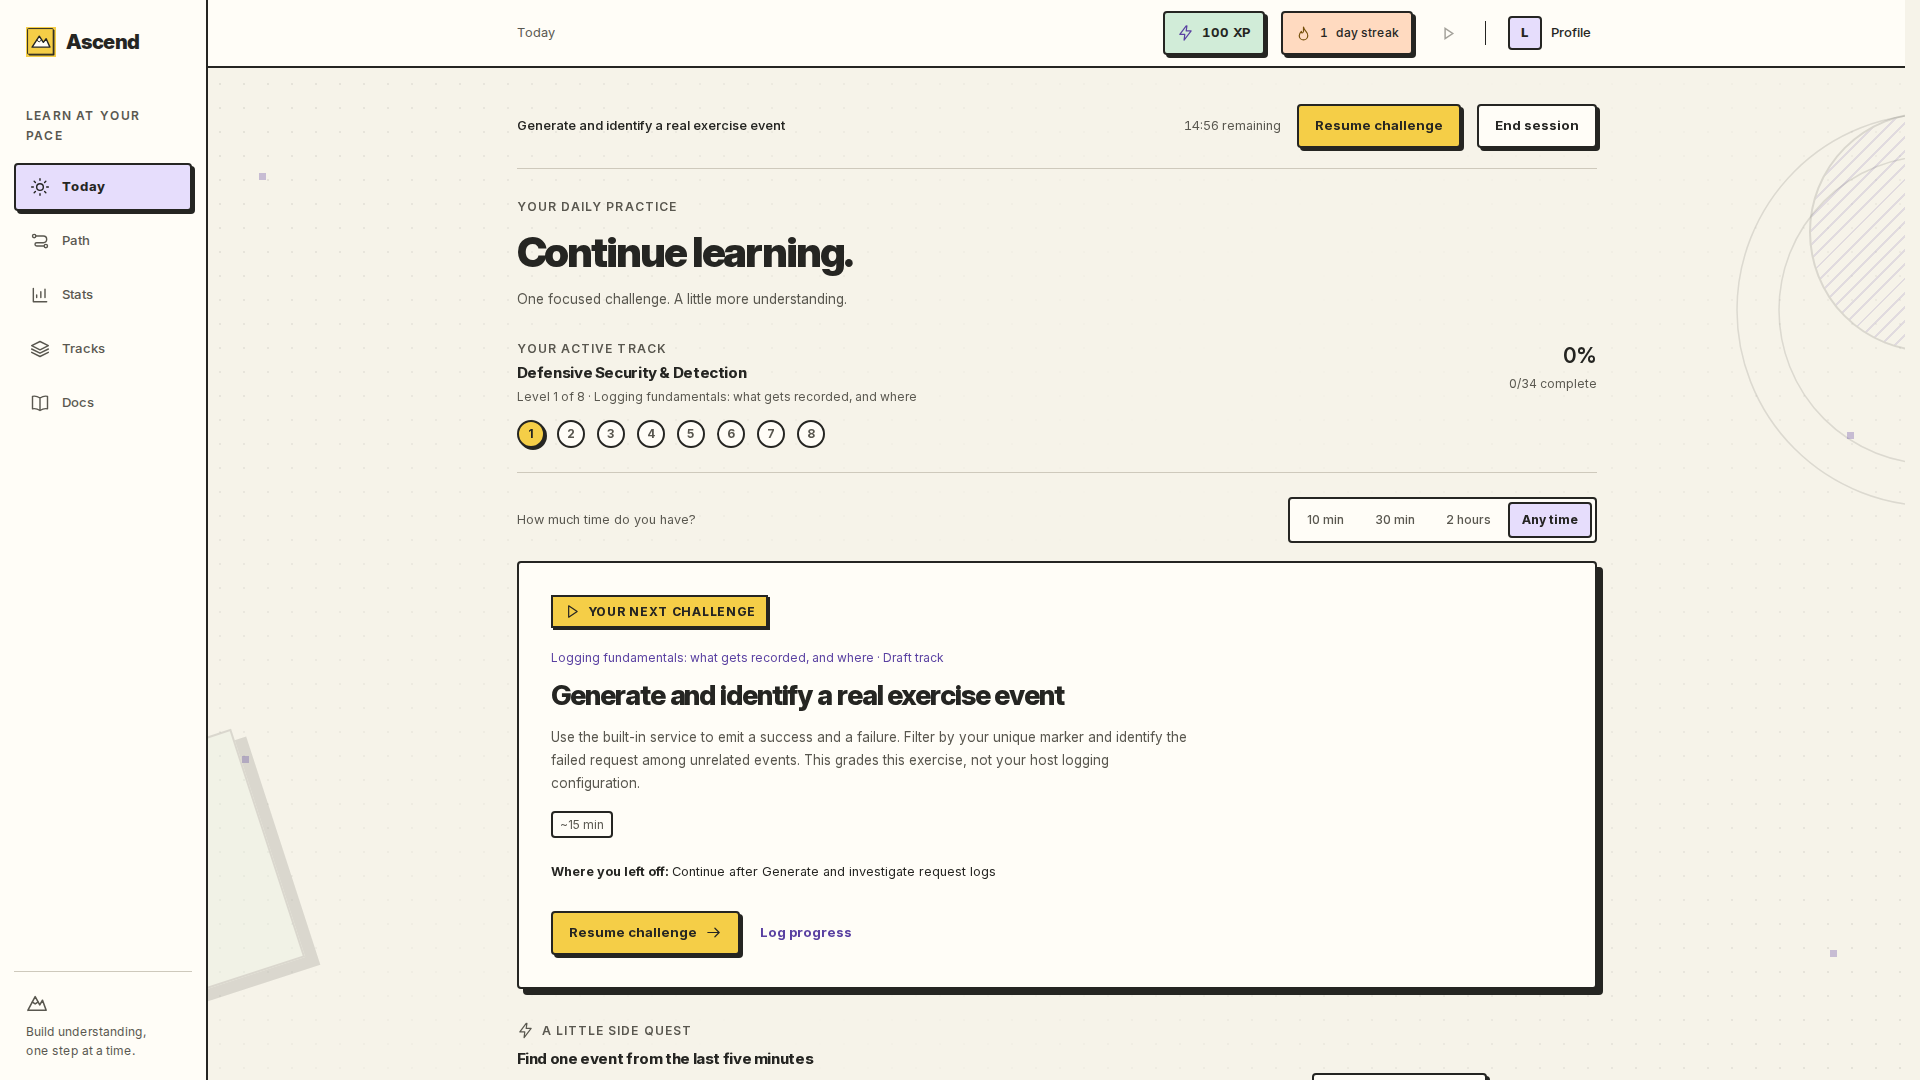 Ascend
LEARN AT YOUR
PACE
Today
Path
Stats
Tracks
Docs
Build understanding,
one step at a time.
Today
100 XP
1 day streak
L
Profile
Generate and identify a real exercise event
14:56 remaining
Resume challenge
End session
YOUR DAILY PRACTICE
Continue learning.
One focused challenge. A little more understanding.
YOUR ACTIVE TRACK
Defensive Security & Detection
Level 1 of 8 · Logging fundamentals: what gets recorded, and where
0%
0/34 complete
1 2 3 4 5 6 7 8
How much time do you have?
10 min 30 min 2 hours Any time
YOUR NEXT CHALLENGE
Logging fundamentals: what gets recorded, and where · Draft track
Generate and identify a real exercise event
Use the built-in service to emit a success and a failure. Filter by your unique marker and identify the
failed request among unrelated events. This grades this exercise, not your host logging
configuration.
~15 min
Where you left off: Continue after Generate and investigate request logs
Resume challenge
Log progress
A LITTLE SIDE QUEST
Find one event from the last five minutes